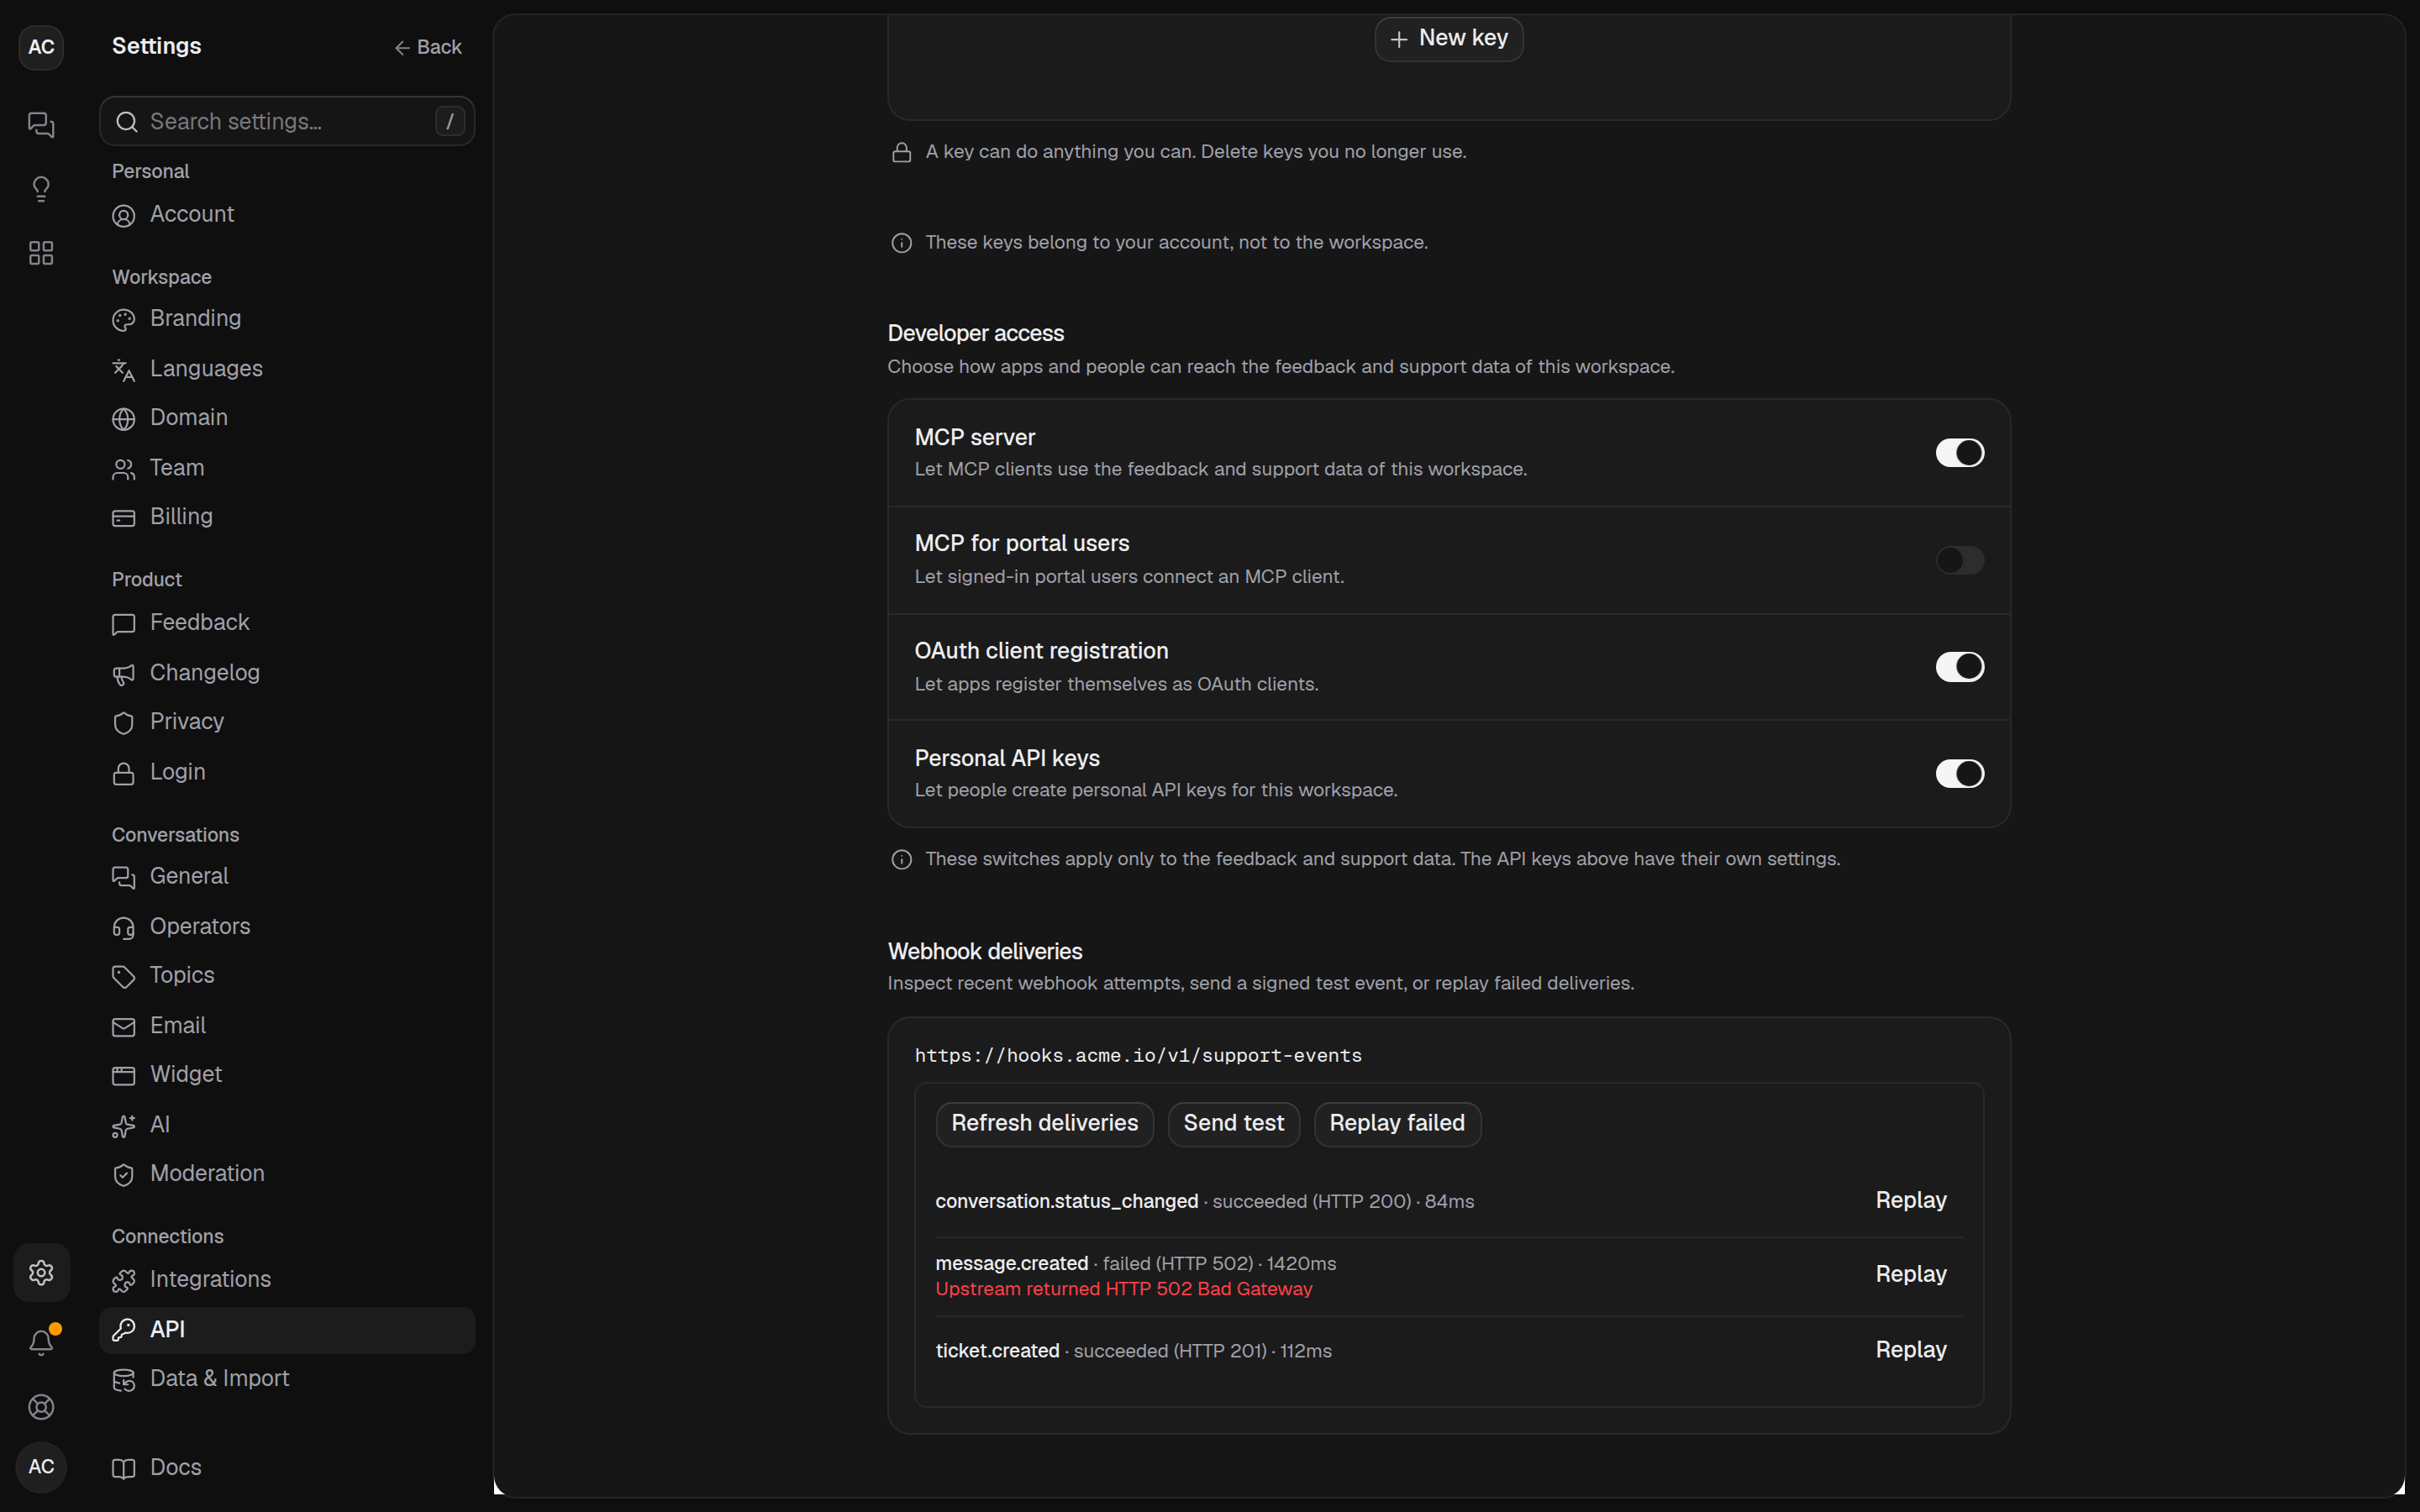 AC
Settings
Back
Search settings...
/
Personal
Account
Workspace
Branding
Languages
Domain
Team
Billing
Product
Feedback
Changelog
Privacy
Login
Conversations
General
Operators
Topics
Email
Widget
AI
Moderation
Connections
Integrations
API
Data & Import
Docs
AC
New key
A key can do anything you can. Delete keys you no longer use.
These keys belong to your account, not to the workspace.
Developer access
Choose how apps and people can reach the feedback and support data of this workspace.
MCP server
Let MCP clients use the feedback and support data of this workspace.
MCP for portal users
Let signed-in portal users connect an MCP client.
OAuth client registration
Let apps register themselves as OAuth clients.
Personal API keys
Let people create personal API keys for this workspace.
These switches apply only to the feedback and support data. The API keys above have their own settings.
Webhook deliveries
Inspect recent webhook attempts, send a signed test event, or replay failed deliveries.
https://hooks.acme.io/v1/support-events
Refresh deliveries Send test Replay failed
conversation.status_changed · succeeded (HTTP 200) · 84ms Replay
message.created · failed (HTTP 502) · 1420ms
Upstream returned HTTP 502 Bad Gateway
Replay
ticket.created · succeeded (HTTP 201) · 112ms Replay